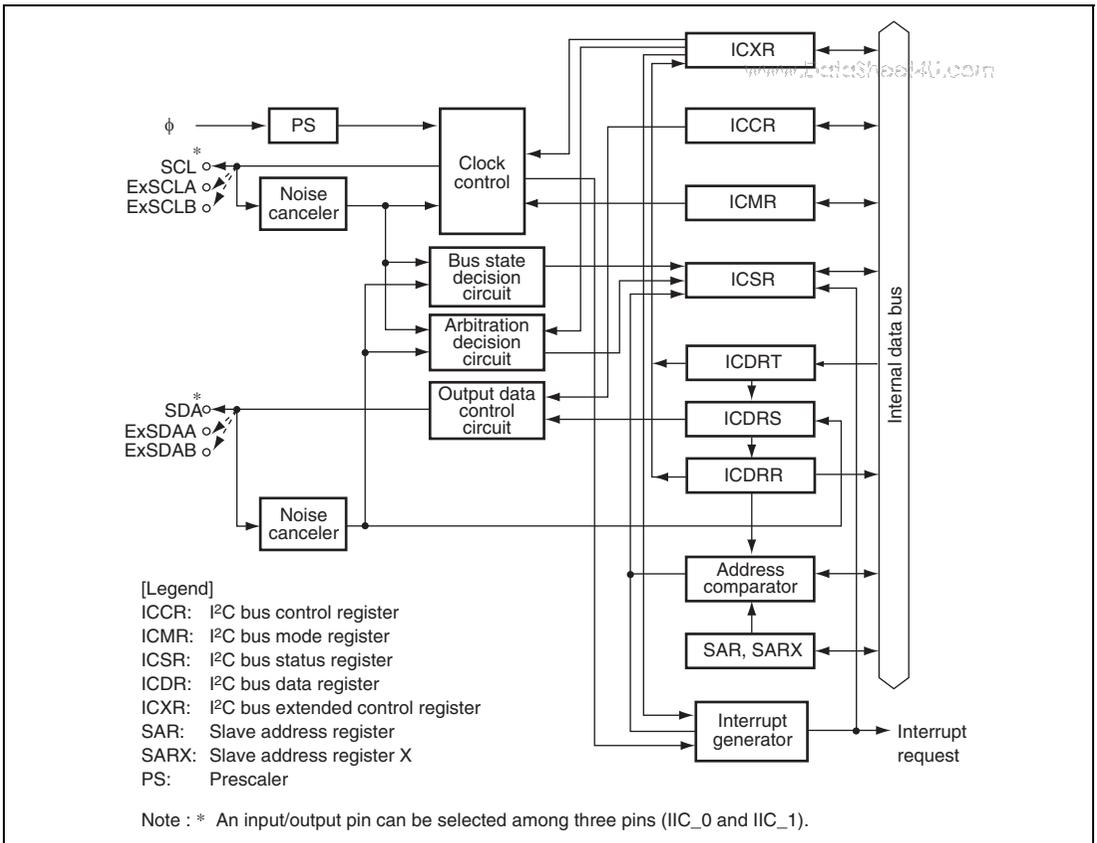 ICXR
www.DataSheet4U.com
ϕ
PS
ICCR
*
SCL
ExSCLA
ExSCLB
Noise
canceler
Clock
control
ICMR
Bus state
decision
circuit
ICSR
Arbitration
decision
circuit
Internal data bus
ICDRT
*
SDA
ExSDAA
ExSDAB
Output data
control
circuit
ICDRS
ICDRR
Noise
canceler
Address
comparator
SAR, SARX
Interrupt
generator
Interrupt
request
[Legend]
ICCR: I²C bus control register
ICMR: I²C bus mode register
ICSR: I²C bus status register
ICDR: I²C bus data register
ICXR: I²C bus extended control register
SAR: Slave address register
SARX: Slave address register X
PS: Prescaler
Note : * An input/output pin can be selected among three pins (IIC_0 and IIC_1).